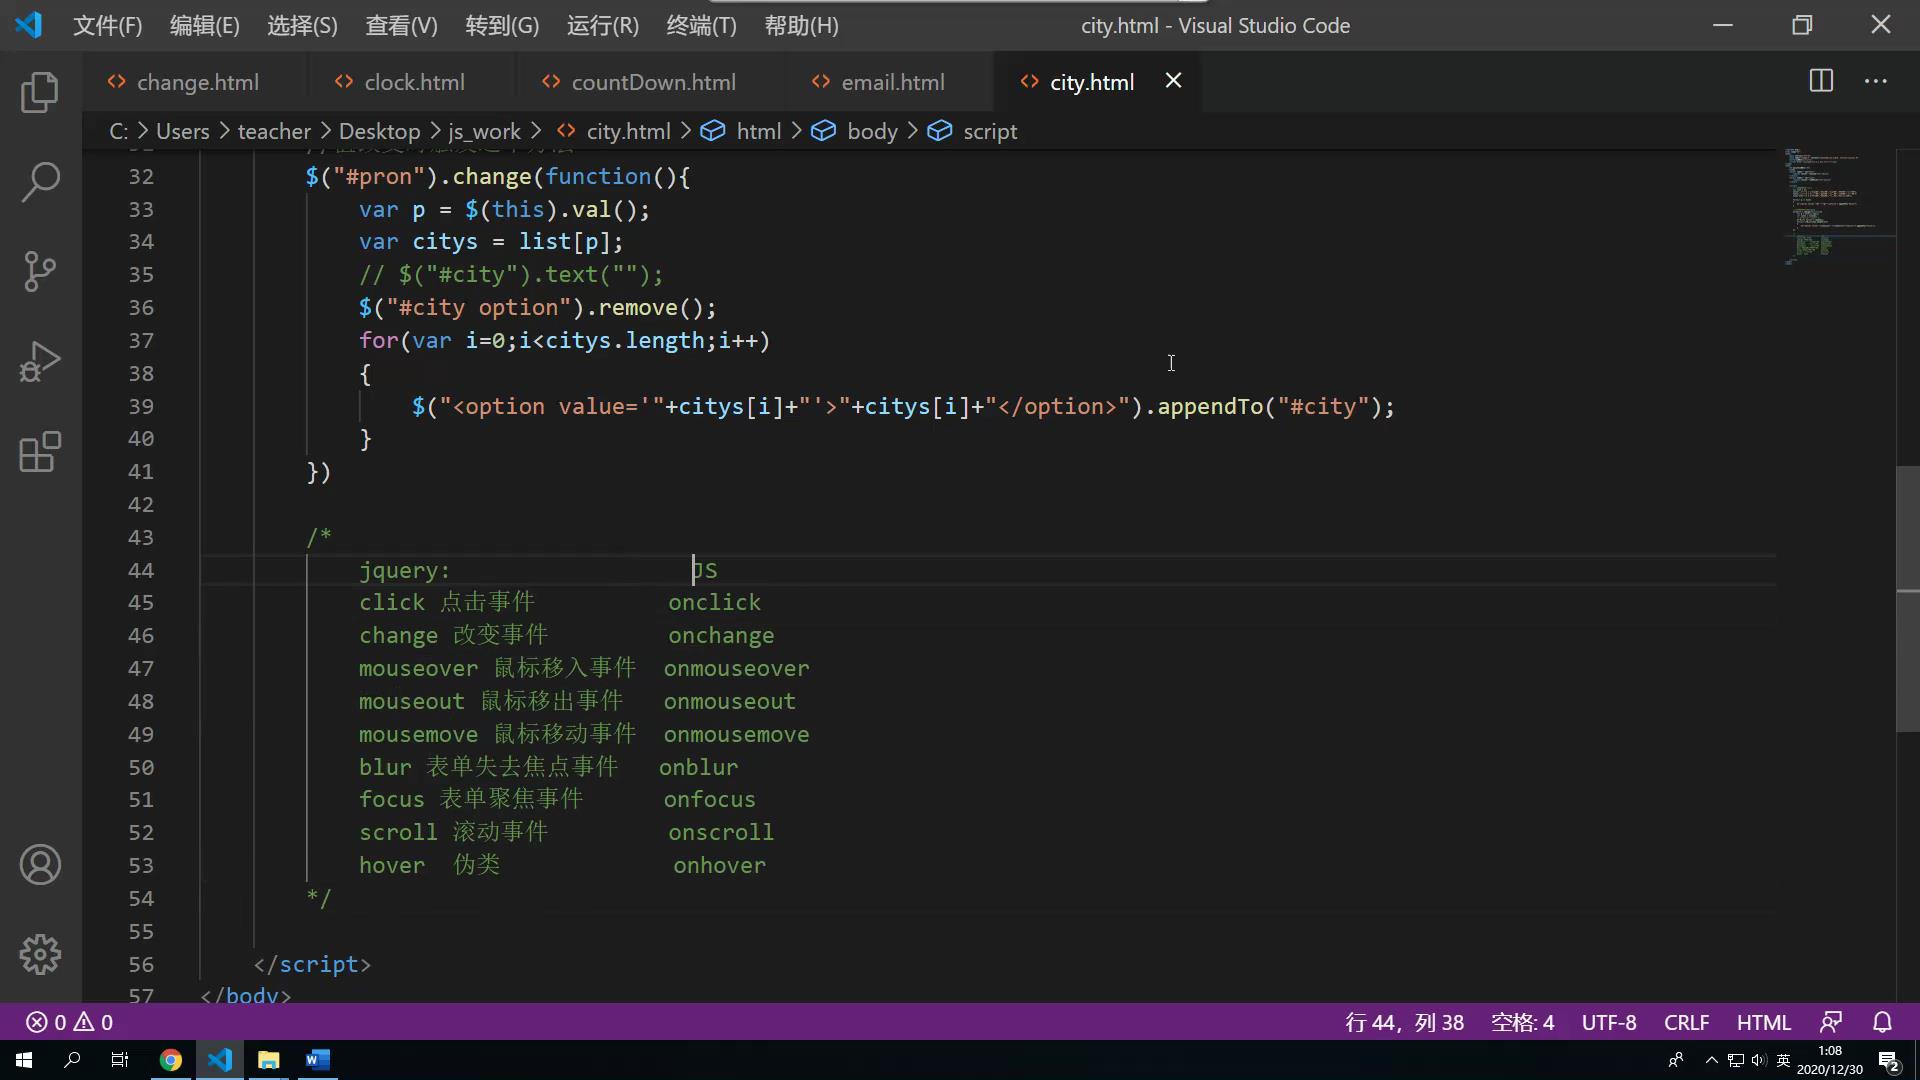 文件(F) 编辑(E) 选择(S) 查看(V) 转到(G) 运行(R) 终端(T) 帮助(H) city.html - Visual Studio Code
change.html clock.html countDown.html email.html city.html
C: > Users > teacher > Desktop > js_work > city.html > html > body > script
32 $("#pron").change(function(){
33 var p = $(this).val();
34 var citys = list[p];
35 // $("#city").text("");
36 $("#city option").remove();
37 for(var i=0;i<citys.length;i++)
38 {
39 $("<option value='"+citys[i]+"'>"+citys[i]+"</option>").appendTo("#city");
40 }
41 })
42
43 /*
44 jquery: JS
45 click 点击事件 onclick
46 change 改变事件 onchange
47 mouseover 鼠标移入事件 onmouseover
48 mouseout 鼠标移出事件 onmouseout
49 mousemove 鼠标移动事件 onmousemove
50 blur 表单失去焦点事件 onblur
51 focus 表单聚焦事件 onfocus
52 scroll 滚动事件 onscroll
53 hover 伪类 onhover
54 */
55
56 </script>
57 </body>
0 0 行 44，列 38 空格: 4 UTF-8 CRLF HTML
英 1:08
2020/12/30 2